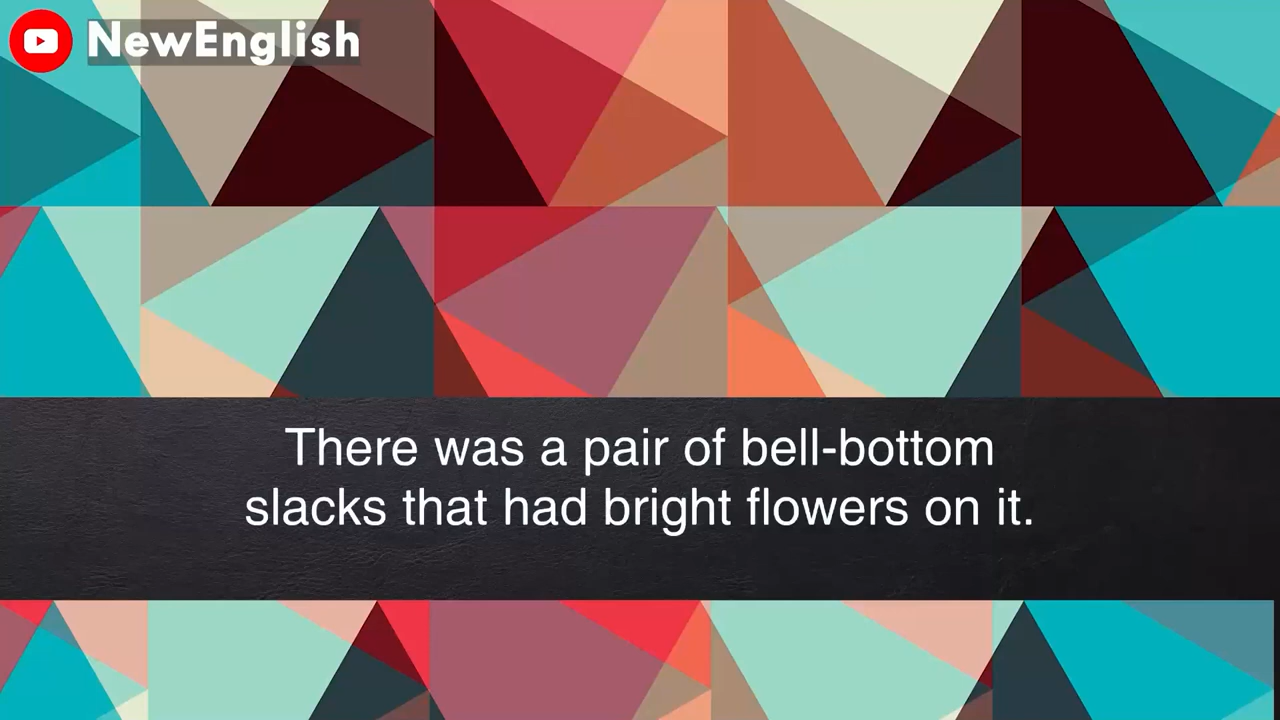 NewEnglish
There was a pair of bell-bottom
slacks that had bright flowers on it.